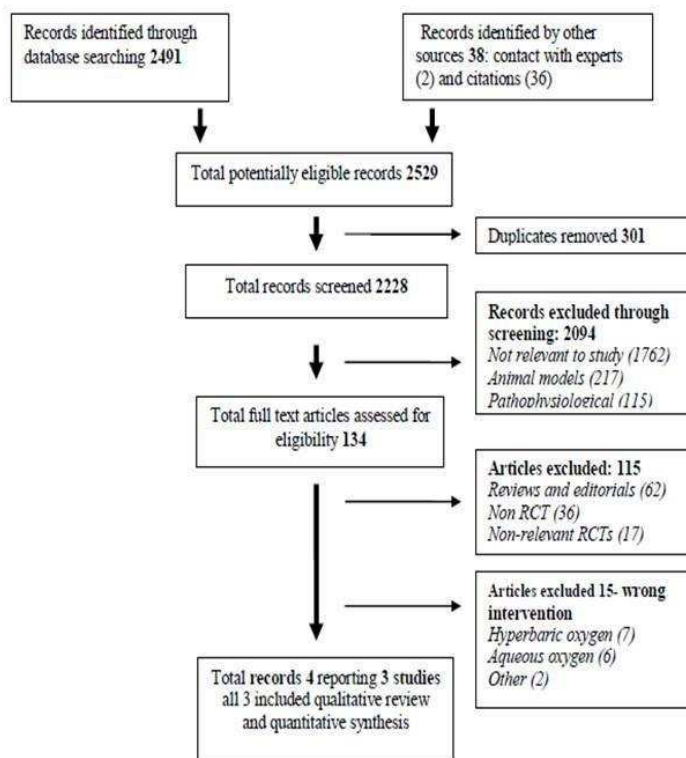 Records identified through
database searching 2491
Records identified by other
sources 38: contact with experts
(2) and citations (36)
Total potentially eligible records 2529
Duplicates removed 301
Total records screened 2228
Records excluded through
screening: 2094
Not relevant to study (1762)
Animal models (217)
Pathophysiological (115)
Total full text articles assessed for
eligibility 134
Articles excluded: 115
Reviews and editorials (62)
Non RCT (36)
Non-relevant RCTs (17)
Articles excluded 15- wrong
intervention
Hyperbaric oxygen (7)
Aqueous oxygen (6)
Other (2)
Total records 4 reporting 3 studies
all 3 included qualitative review
and quantitative synthesis